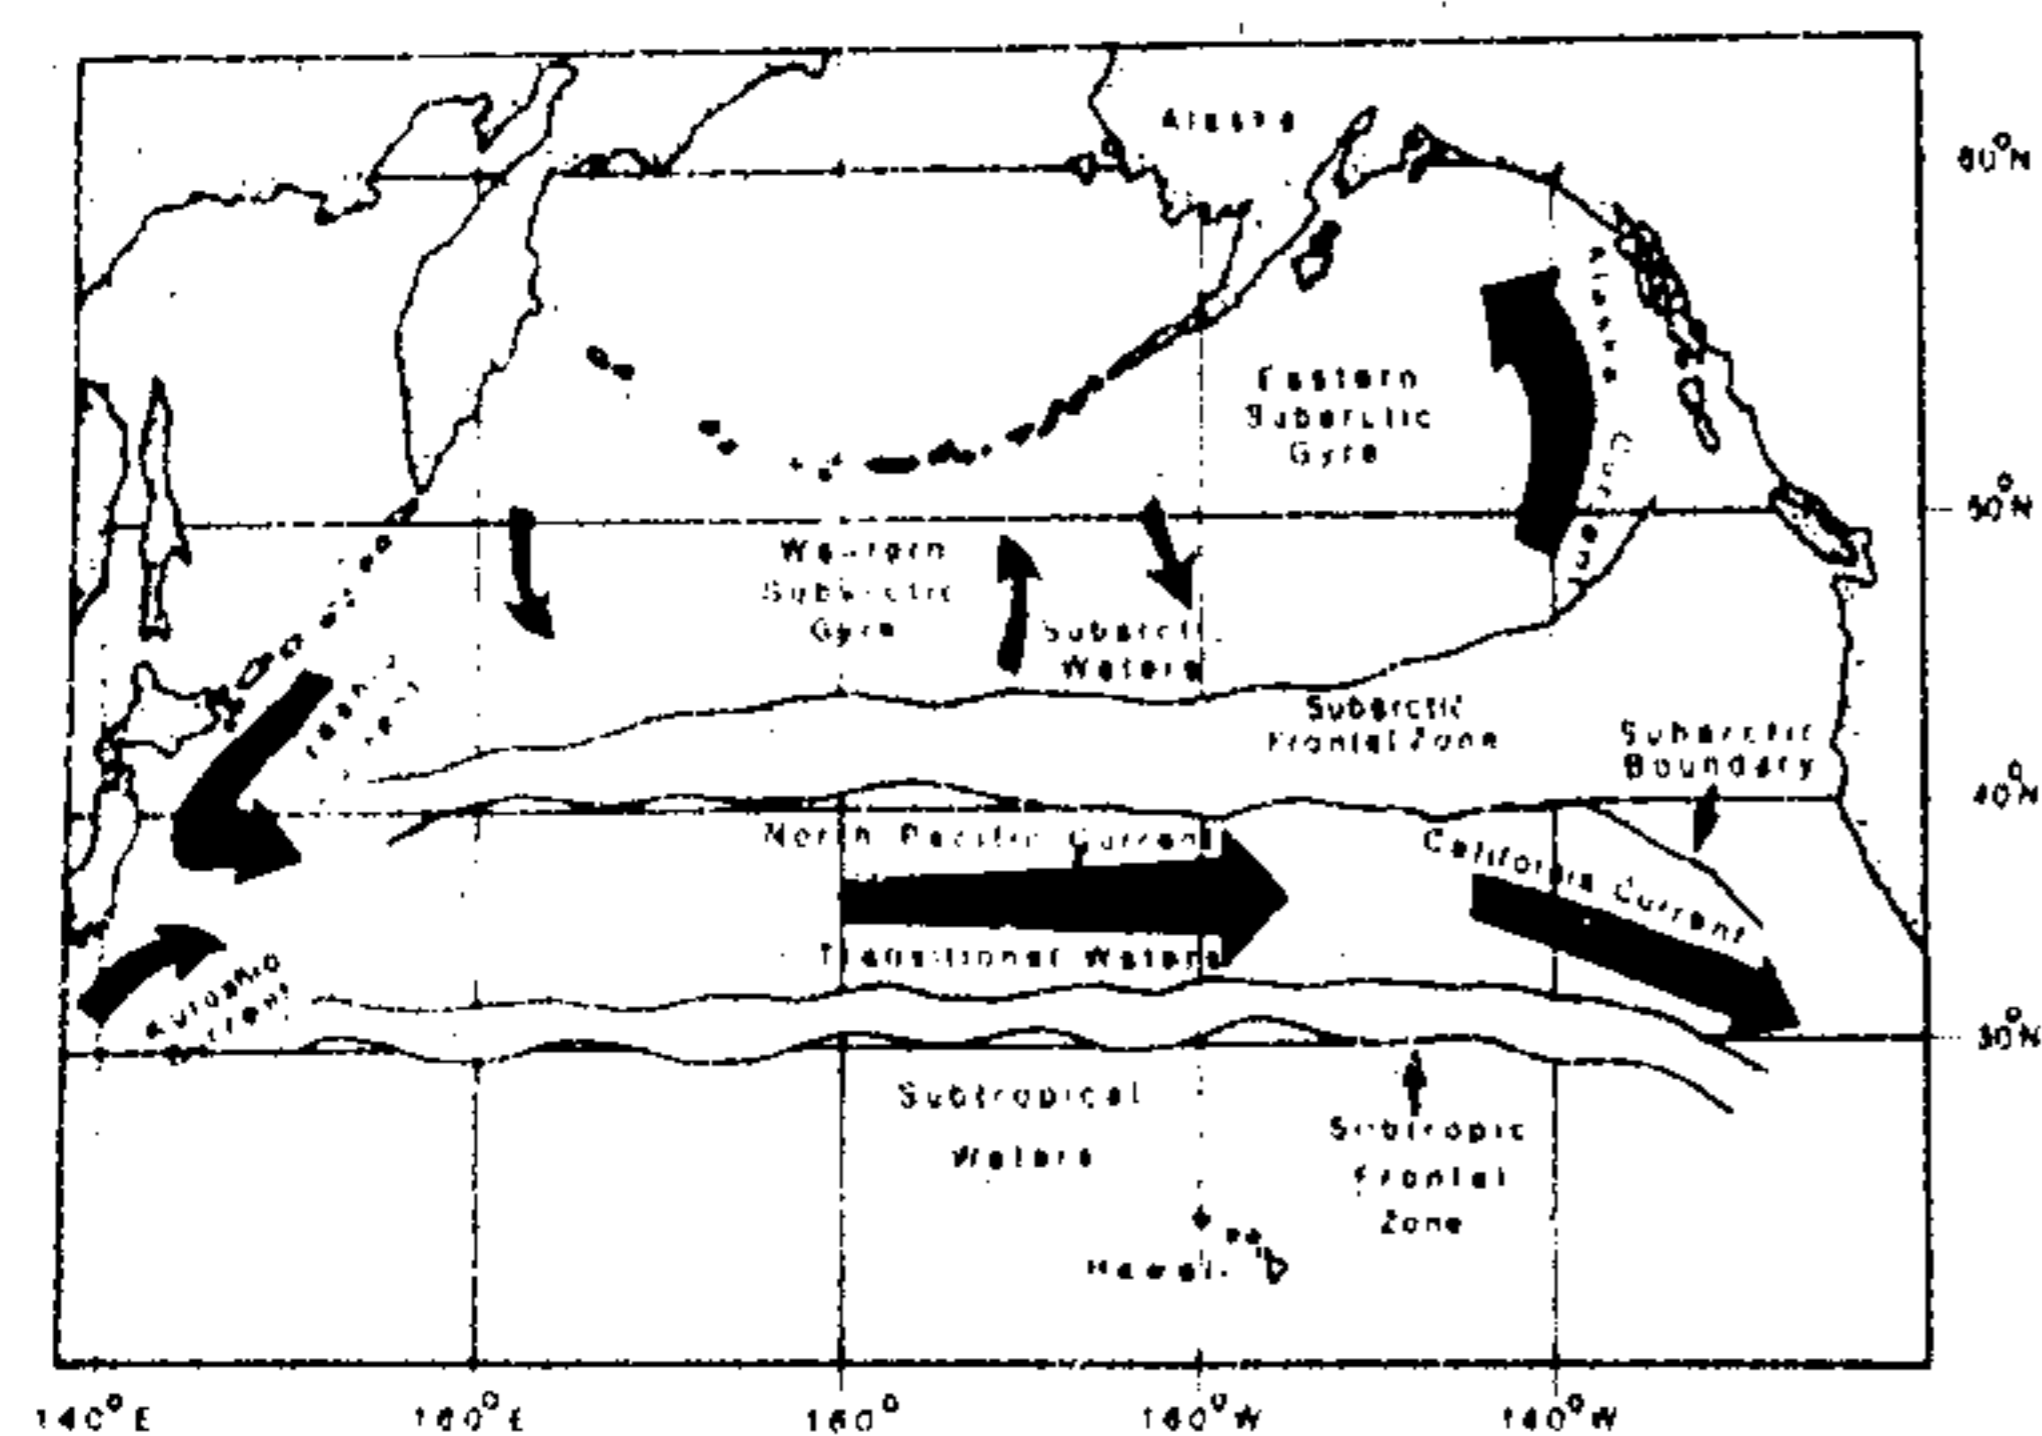 Alaska
60°N
Alaska
Current
Eastern
Subarctic
Gyre
50°N
Western
Subarctic
Gyre
Subarctic
Waters
Subarctic
Frontal Zone
Subarctic
Boundary
40°N
North Pacific Current
California Current
Transitional Waters
Kuroshio
Current
30°N
Subtropical
Waters
Subtropic
Frontal
Zone
Hawaii
140°E
160°E
180°
160°W
140°W